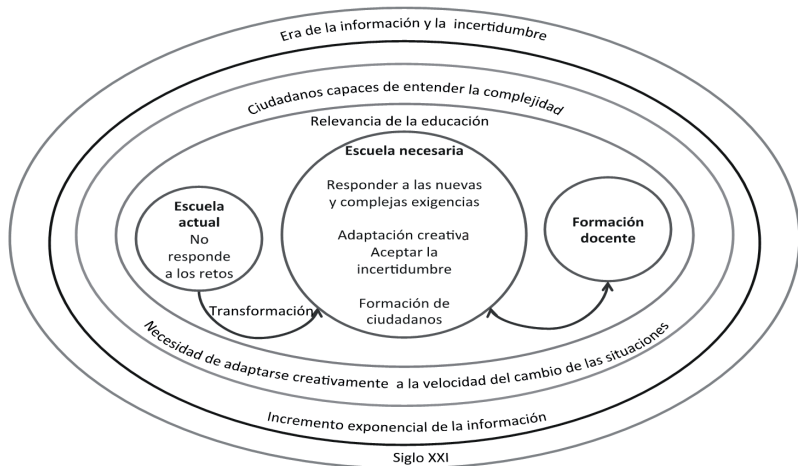 Era de la información y la incertidumbre
Ciudadanos capaces de entender la complejidad
Relevancia de la educación
Escuela necesaria
Responder a las nuevas
y complejas exigencias
Adaptación creativa
Aceptar la
incertidumbre
Formación de
ciudadanos
Escuela
actual
No
responde
a los retos
Transformación
Formación
docente
Necesidad de adaptarse creativamente a la velocidad del cambio de las situaciones
Incremento exponencial de la información
Siglo XXI